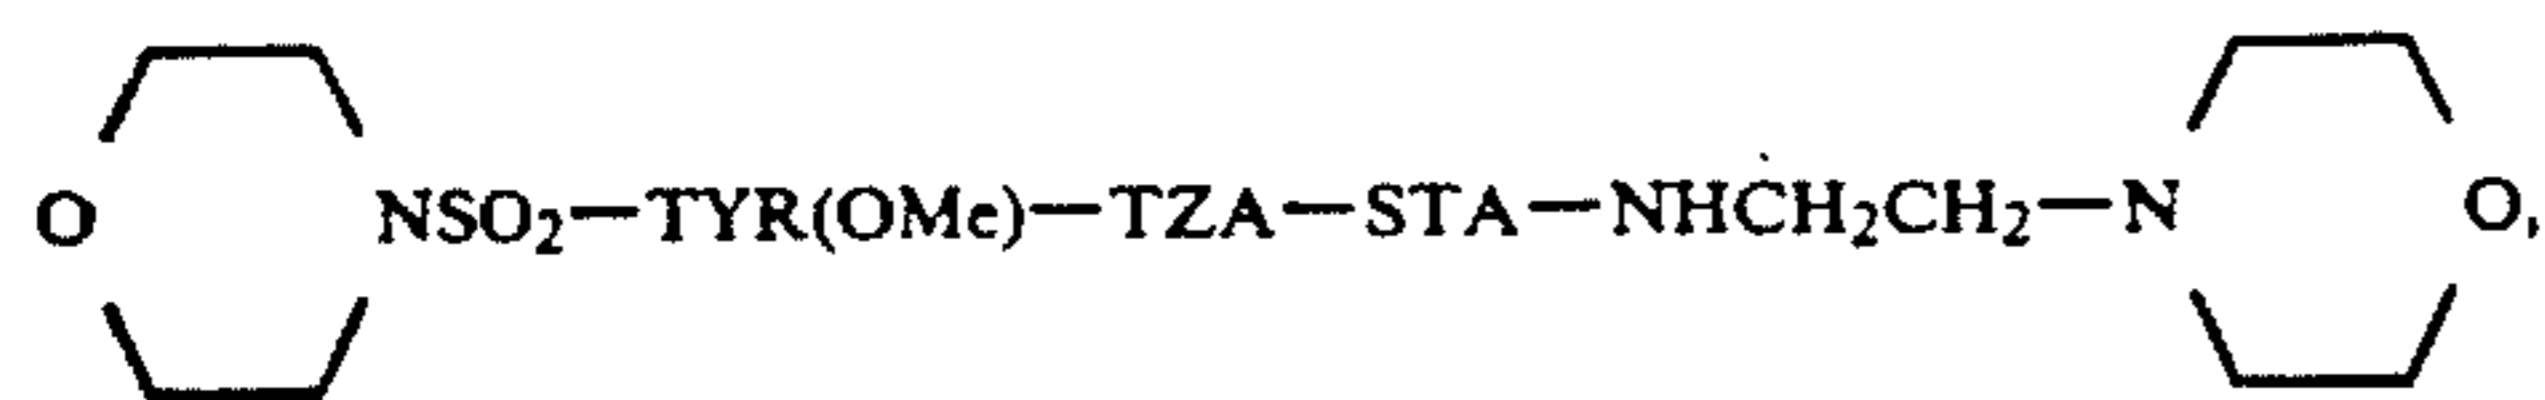 O NSO₂—TYR(OMe)—TZA—STA—NHCH₂CH₂—N O,